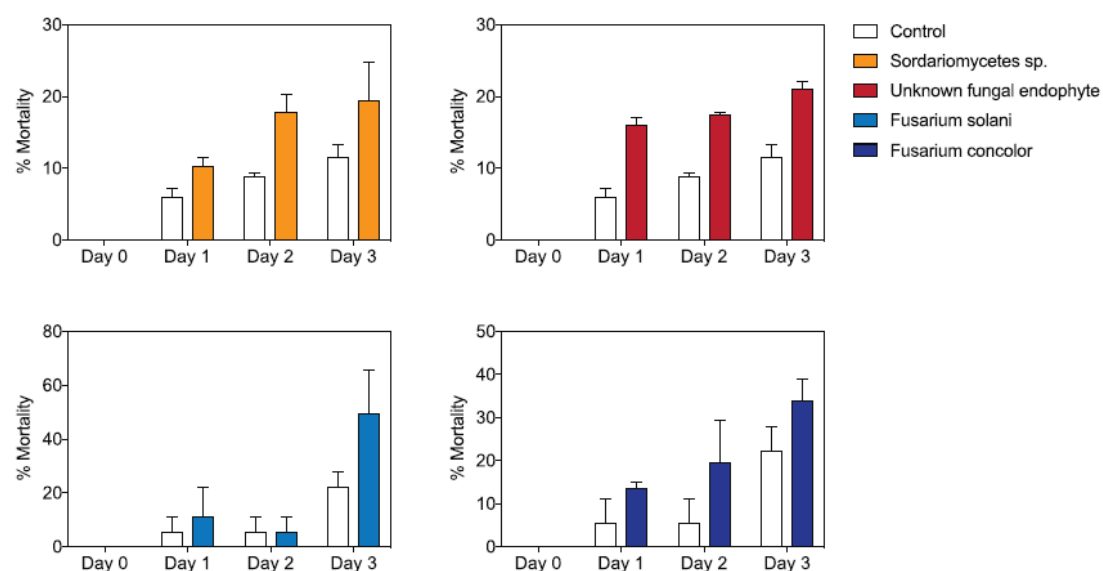 30
20
10
0
% Mortality
Day 0 Day 1 Day 2 Day 3
30
20
10
0
% Mortality
Day 0 Day 1 Day 2 Day 3
Control
Sordariomycetes sp.
Unknown fungal endophyte
Fusarium solani
Fusarium concolor
80
60
40
20
0
% Mortality
Day 0 Day 1 Day 2 Day 3
50
40
30
20
10
0
% Mortality
Day 0 Day 1 Day 2 Day 3